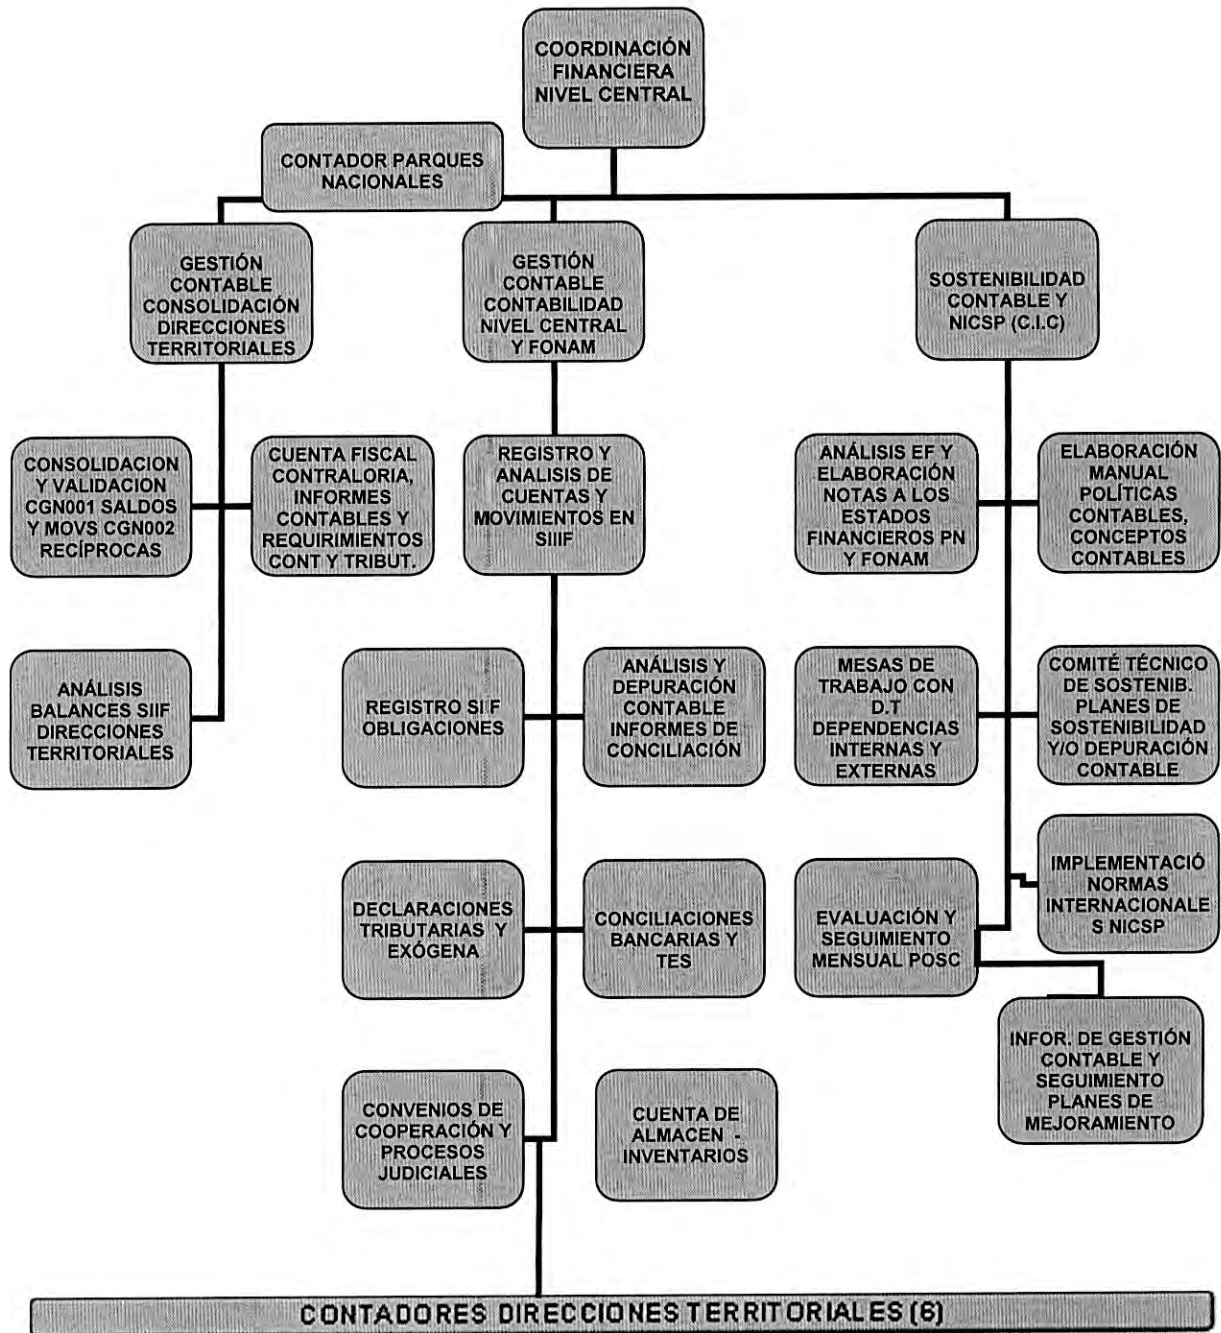 COORDINACIÓN
FINANCIERA
NIVEL CENTRAL
CONTADOR PARQUES
NACIONALES
GESTIÓN
CONTABLE
CONSOLIDACIÓN
DIRECCIONES
TERRITORIALES
GESTIÓN
CONTABLE
CONTABILIDAD
NIVEL CENTRAL
Y FONAM
SOSTENIBILIDAD
CONTABLE Y
NICSP (C.I.C)
CONSOLIDACION
Y VALIDACION
CGN001 SALDOS
Y MOVS CGN002
RECÍPROCAS
CUENTA FISCAL
CONTRALORIA,
INFORMES
CONTABLES Y
REQUIRIMIENTOS
CONT Y TRIBUT.
REGISTRO Y
ANALISIS DE
CUENTAS Y
MOVIMIENTOS EN
SIIIF
ANÁLISIS EF Y
ELABORACIÓN
NOTAS A LOS
ESTADOS
FINANCIEROS PN
Y FONAM
ELABORACIÓN
MANUAL
POLÍTICAS
CONTABLES,
CONCEPTOS
CONTABLES
ANÁLISIS
BALANCES SIIF
DIRECCIONES
TERRITORIALES
REGISTRO SIIF
OBLIGACIONES
ANÁLISIS Y
DEPURACIÓN
CONTABLE
INFORMES DE
CONCILIACIÓN
MESAS DE
TRABAJO CON
D.T
DEPENDENCIAS
INTERNAS Y
EXTERNAS
COMITÉ TÉCNICO
DE SOSTENIB.
PLANES DE
SOSTENIBILIDAD
Y/O DEPURACIÓN
CONTABLE
DECLARACIONES
TRIBUTARIAS Y
EXÓGENA
CONCILIACIONES
BANCARIAS Y
TES
EVALUACIÓN Y
SEGUIMIENTO
MENSUAL POSC
IMPLEMENTACIÓ
NORMAS
INTERNACIONALE
S NICSP
INFOR. DE GESTIÓN
CONTABLE Y
SEGUIMIENTO
PLANES DE
MEJORAMIENTO
CONVENIOS DE
COOPERACIÓN Y
PROCESOS
JUDICIALES
CUENTA DE
ALMACEN -
INVENTARIOS
CONTADORES DIRECCIONES TERRITORIALES (6)